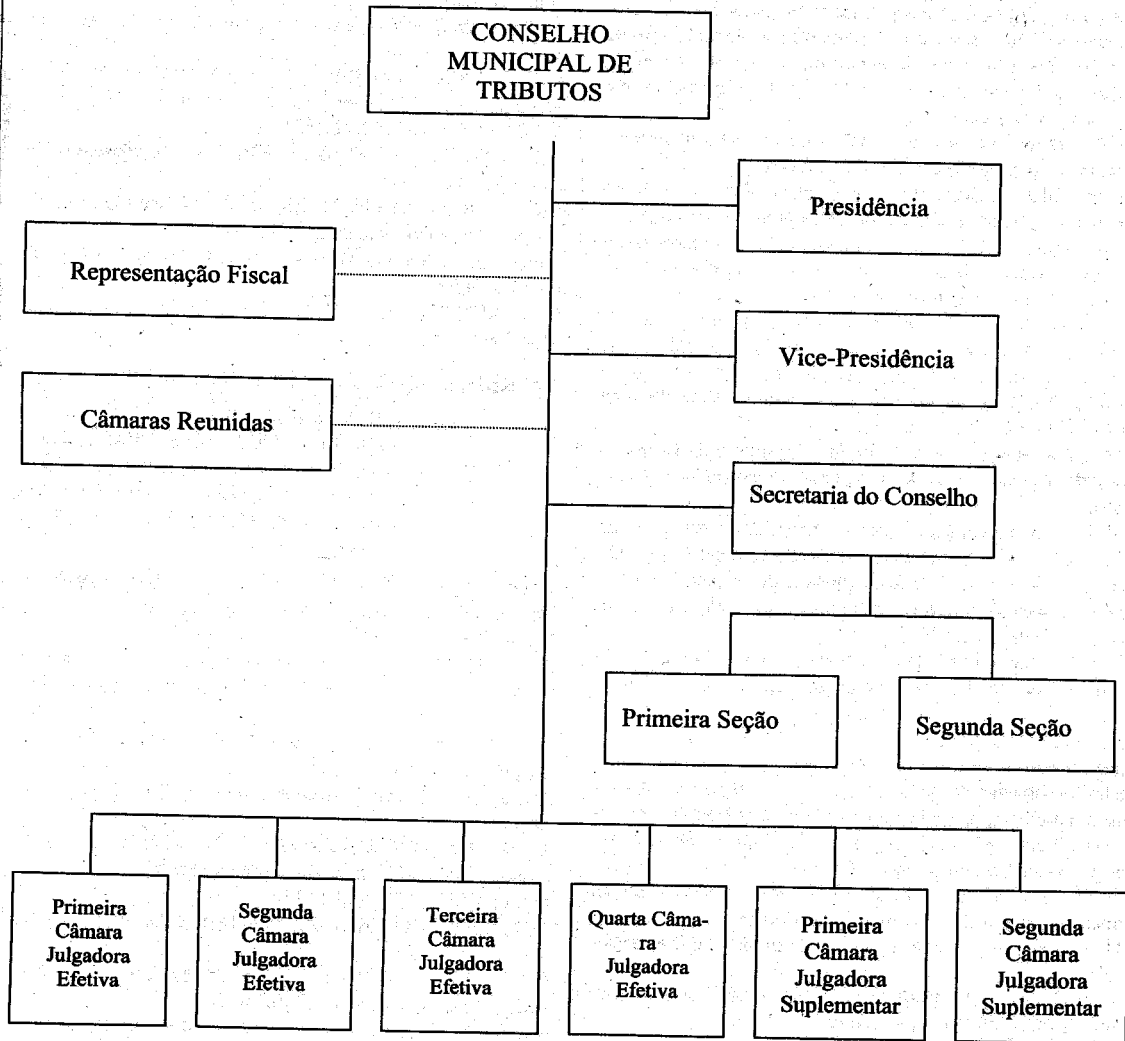 CONSELHO
MUNICIPAL DE
TRIBUTOS
Presidência
Representação Fiscal
Vice-Presidência
Câmaras Reunidas
Secretaria do Conselho
Primeira Seção
Segunda Seção
Primeira
Câmara
Julgadora
Efetiva
Segunda
Câmara
Julgadora
Efetiva
Terceira
Câmara
Julgadora
Efetiva
Quarta Câma-
ra
Julgadora
Efetiva
Primeira
Câmara
Julgadora
Suplementar
Segunda
Câmara
Julgadora
Suplementar